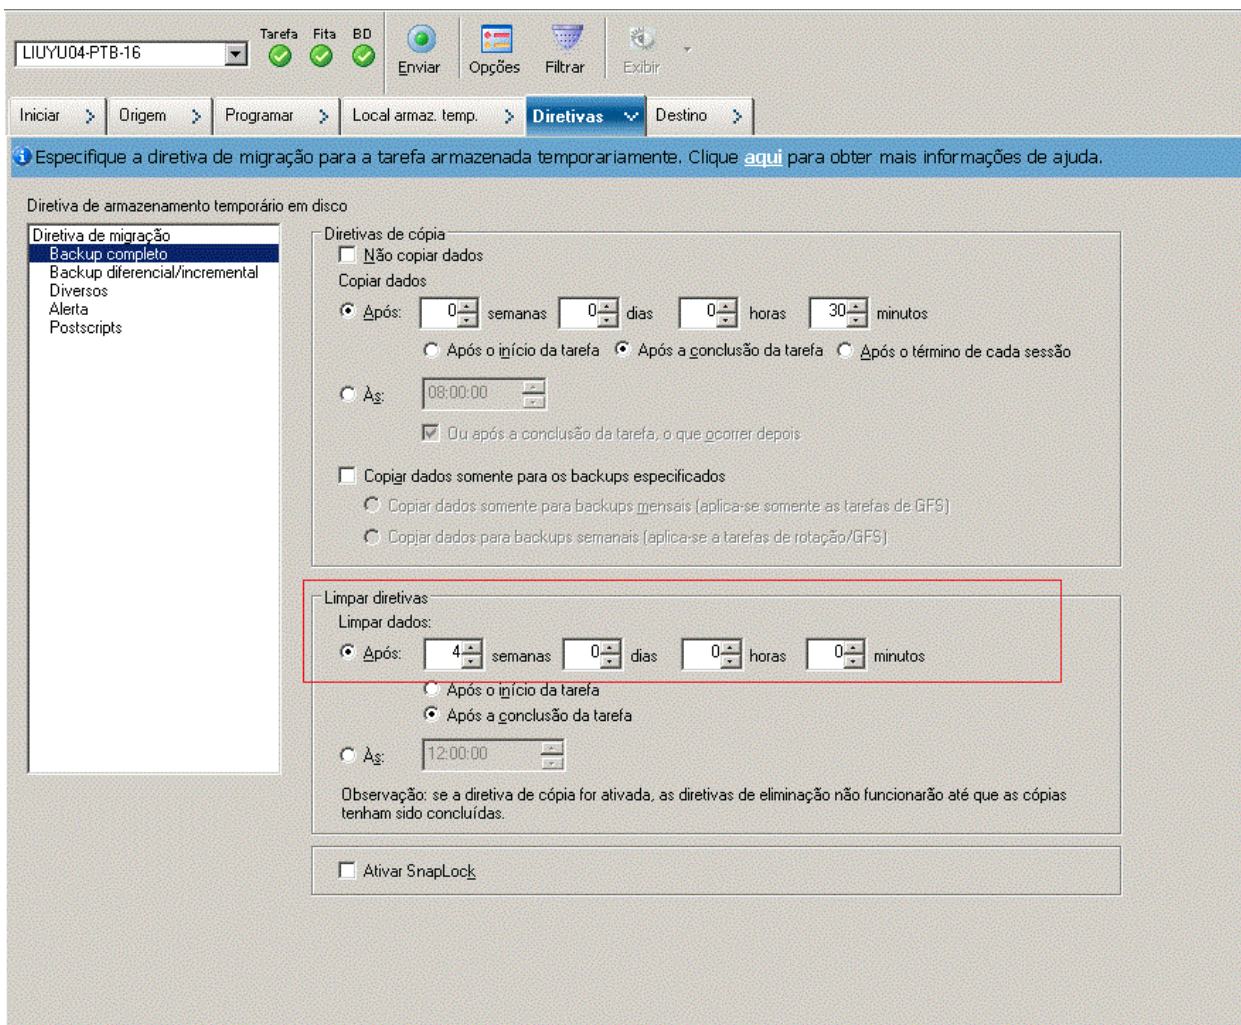 LIUYU04-PTB-16
Tarefa Fita BD
Enviar Opções Filtrar Exibir
Iniciar Origem Programar Local armaz. temp. Diretivas Destino
Especifique a diretiva de migração para a tarefa armazenada temporariamente. Clique aqui para obter mais informações de ajuda.
Diretiva de armazenamento temporário em disco
Diretiva de migração
Backup completo
Backup diferencial/incremental
Diversos
Alerta
Postscripts
Diretivas de cópia
Não copiar dados
Copiar dados
Após: 0 semanas 0 dias 0 horas 30 minutos
Após o início da tarefa Após a conclusão da tarefa Após o término de cada sessão
Às: 08:00:00
Ou após a conclusão da tarefa, o que ocorrer depois
Copiar dados somente para os backups especificados
Copiar dados somente para backups mensais (aplica-se somente as tarefas de GFS)
Copiar dados para backups semanais (aplica-se a tarefas de rotação/GFS)
Limpar diretivas
Limpar dados:
Após: 4 semanas 0 dias 0 horas 0 minutos
Após o início da tarefa
Após a conclusão da tarefa
Às: 12:00:00
Observação: se a diretiva de cópia for ativada, as diretivas de eliminação não funcionarão até que as cópias
tenham sido concluídas.
Ativar SnapLock